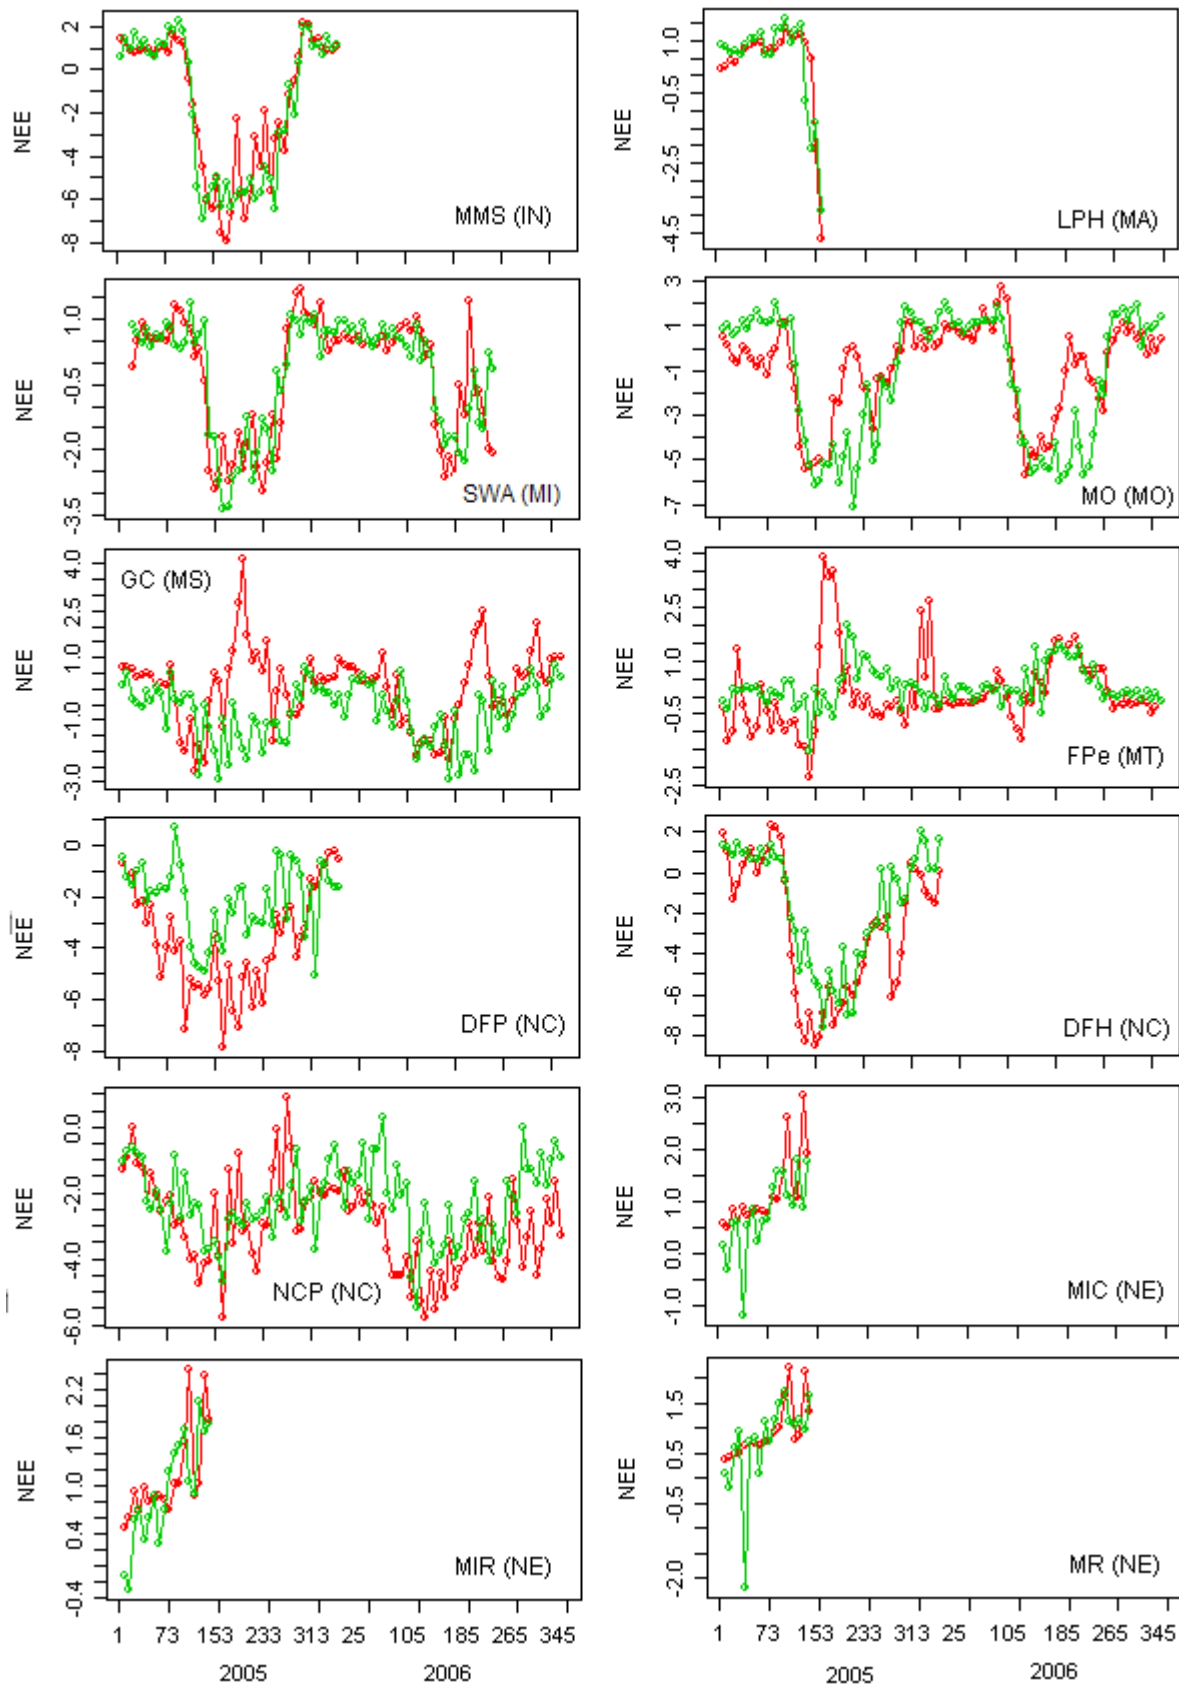 NEE
2
0
-2
-4
-6
-8
MMS (IN)
NEE
1.0
-0.5
-2.5
-4.5
LPH (MA)
NEE
1.0
-0.5
-2.0
-3.5
SWA (MI)
NEE
3
1
-1
-3
-5
-7
MO (MO)
NEE
4.0
2.5
1.0
-1.0
-3.0
GC (MS)
NEE
4.0
2.5
1.0
-0.5
-2.5
FPe (MT)
NEE
0
-2
-4
-6
-8
DFP (NC)
NEE
2
0
-2
-4
-6
-8
DFH (NC)
NEE
0.0
-2.0
-4.0
-6.0
NCP (NC)
NEE
3.0
2.0
1.0
0.0
-1.0
MIC (NE)
NEE
2.2
1.6
1.0
0.4
-0.4
MIR (NE)
NEE
1.5
0.5
-0.5
-2.0
MR (NE)
1 73 153 233 313 25 105 185 265 345
2005 2006
1 73 153 233 313 25 105 185 265 345
2005 2006